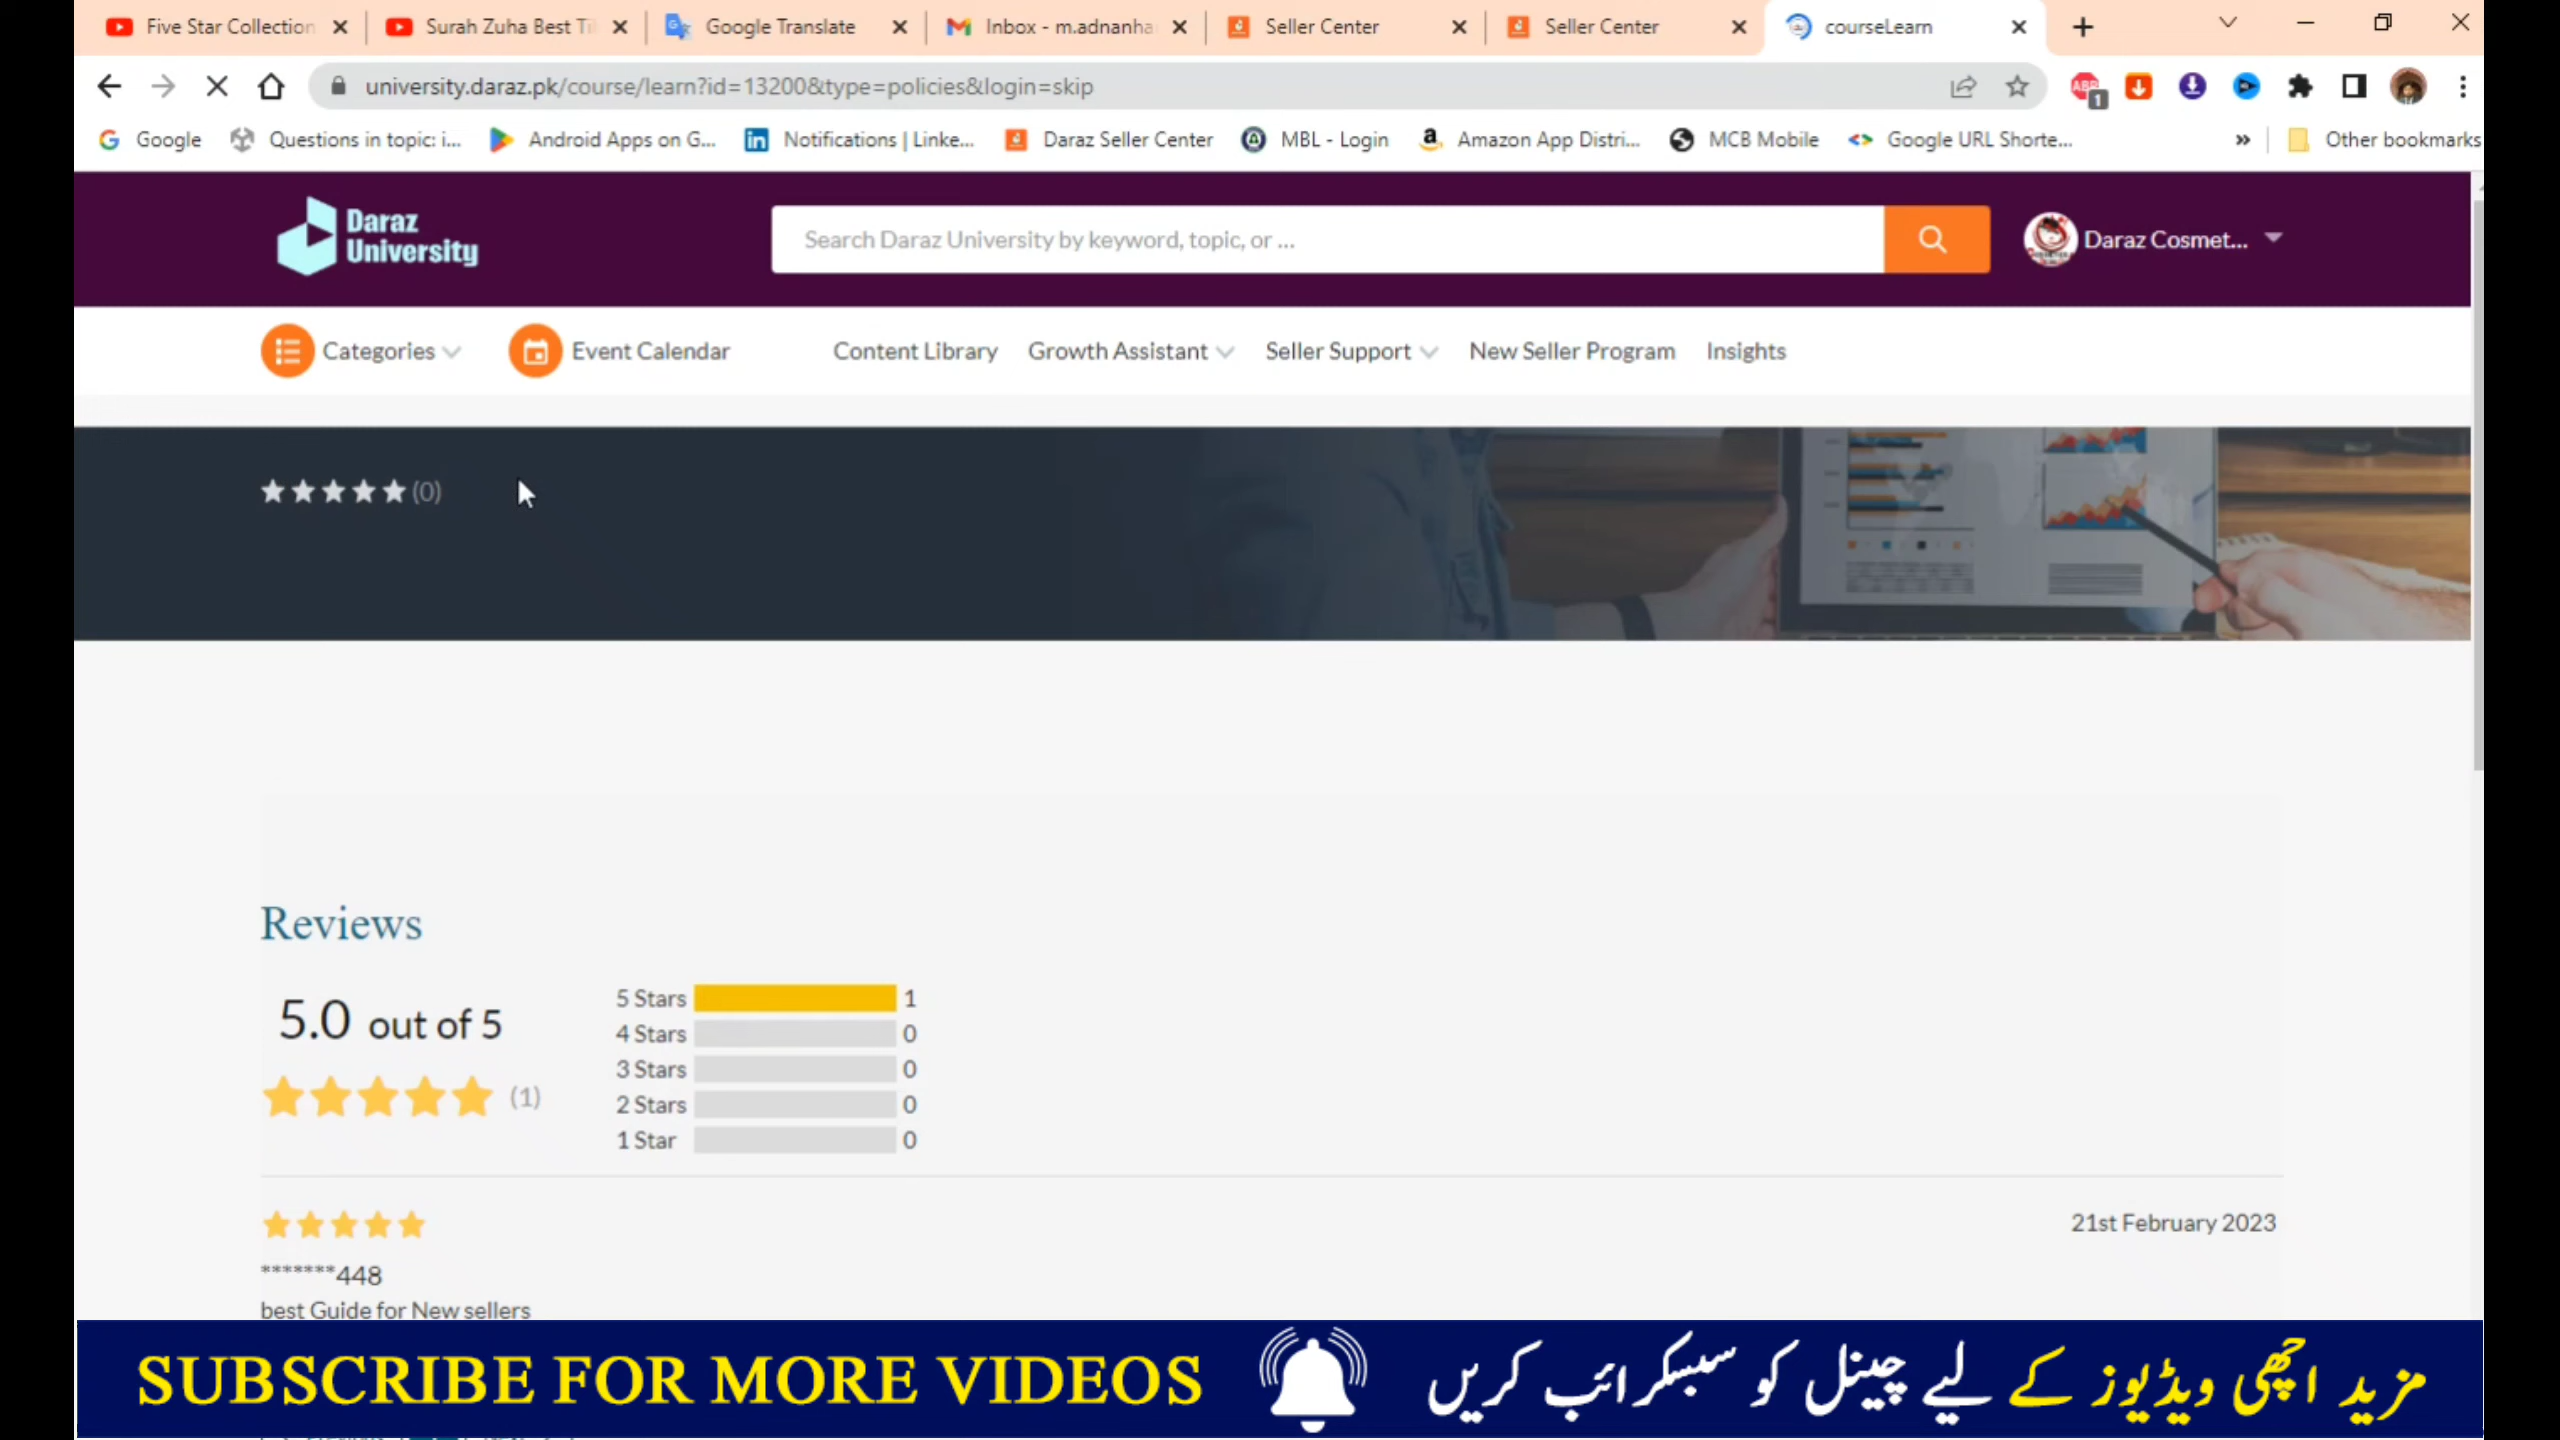 Five Star Collection
Surah Zuha Best Ti
Google Translate
Inbox - m.adnanha
Seller Center
Seller Center
courseLearn
university.daraz.pk/course/learn?id=13200&type=policies&login=skip
ABP
1
Google
Questions in topic: i...
Android Apps on G...
Notifications | Linke...
Daraz Seller Center
MBL - Login
Amazon App Distri...
MCB Mobile
Google URL Shorte...
»
Other bookmarks
Daraz
University
Search Daraz University by keyword, topic, or ...
Daraz Cosmet...
Categories
Event Calendar
Content Library
Growth Assistant
Seller Support
New Seller Program
Insights
(0)
Reviews
5.0 out of 5
(1)
5 Stars 1
4 Stars 0
3 Stars 0
2 Stars 0
1 Star 0
21st February 2023
*******448
best Guide for New sellers
SUBSCRIBE FOR MORE VIDEOS
مزید اچھی ویڈیوز کے لیے چینل کو سبسکرائب کریں